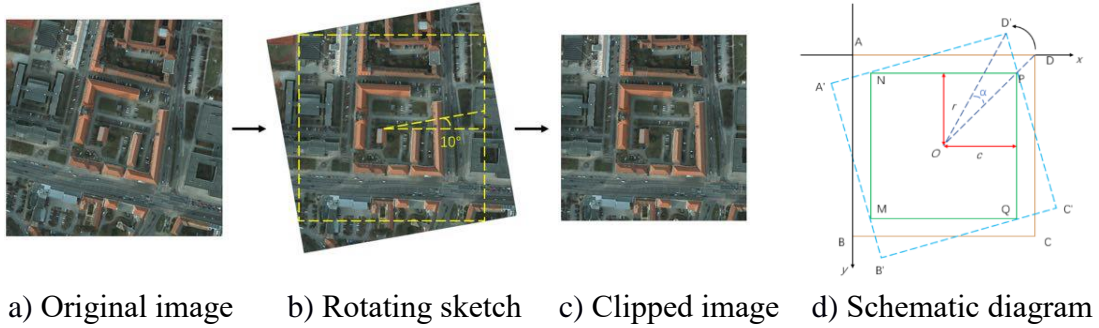 10°
A
D'
D
x
A'
N
P
α
r
O
c
M
Q
C'
B
C
y
B'
a) Original image
b) Rotating sketch
c) Clipped image
d) Schematic diagram